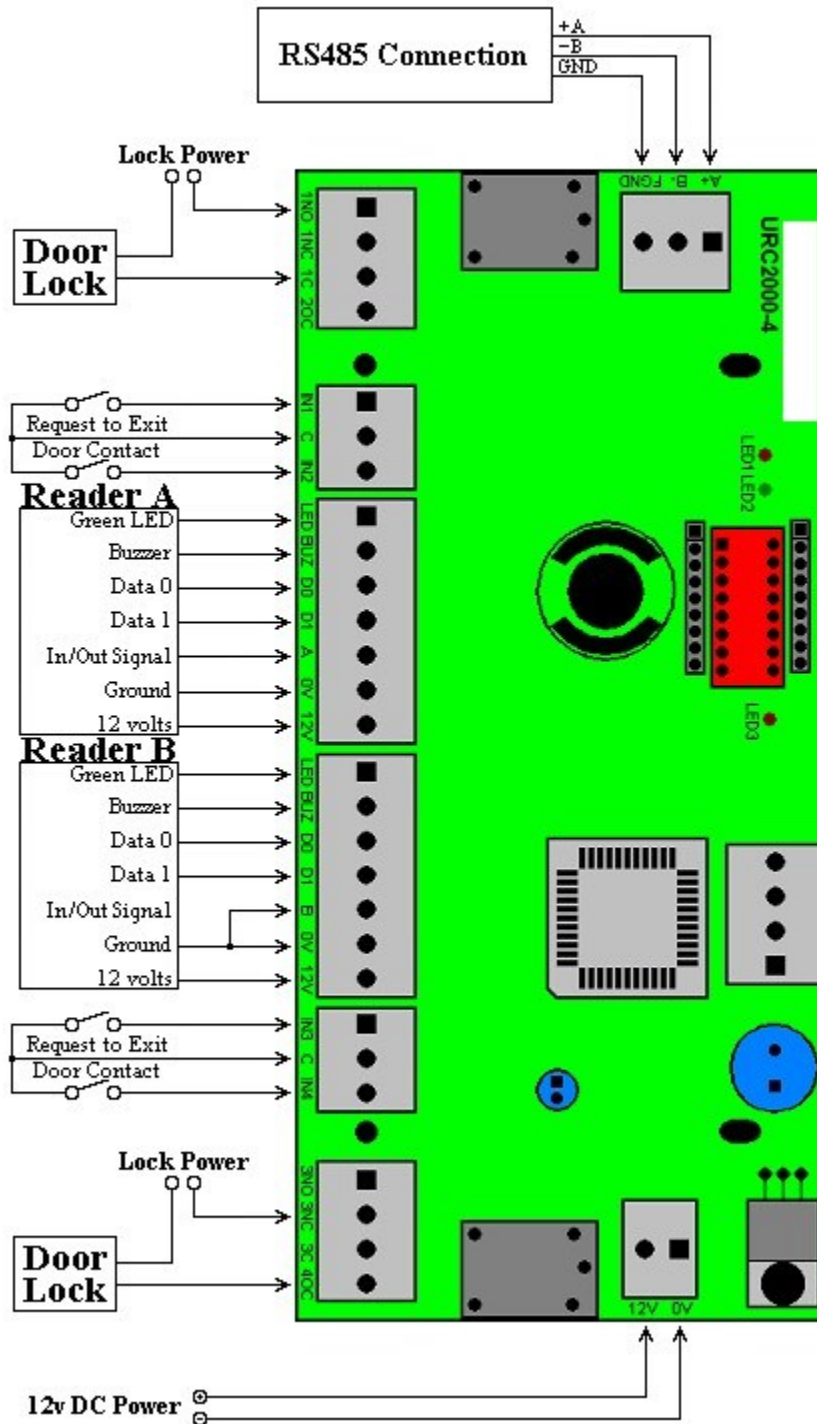 RS485 Connection
+A
-B
GND
Lock Power
Door
Lock
1NO 1NC 1C 2OC
FGND B- A+
URC2000-4
IN1 C IN2
Request to Exit
Door Contact
LED1 LED2
Reader A
Green LED
Buzzer
Data 0
Data 1
In/Out Signal
Ground
12 volts
LED BUZ D0 D1 A 0V 12V
LED3
Reader B
Green LED
Buzzer
Data 0
Data 1
In/Out Signal
Ground
12 volts
LED BUZ D0 D1 B 0V 12V
Request to Exit
Door Contact
IN3 C IN4
Lock Power
Door
Lock
3NO 3NC 3C 4OC
12V 0V
12v DC Power
+
-